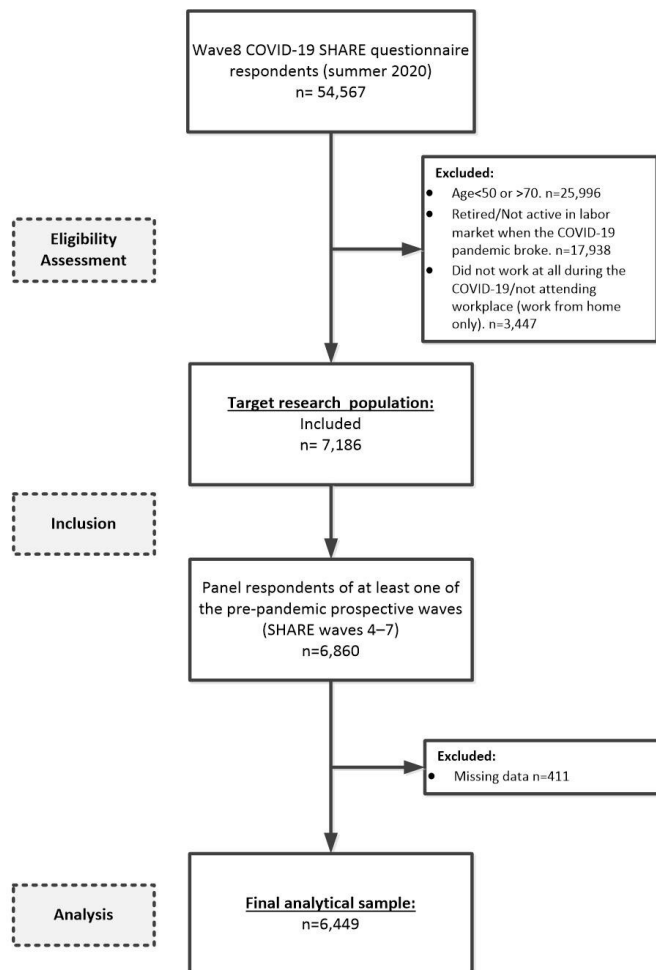 Wave8 COVID-19 SHARE questionnaire
respondents (summer 2020)
n= 54,567
Excluded:
● Age<50 or >70. n=25,996
● Retired/Not active in labor
market when the COVID-19
pandemic broke. n=17,938
● Did not work at all during the
COVID-19/not attending
workplace (work from home
only). n=3,447
Eligibility
Assessment
Target research population:
Included
n= 7,186
Inclusion
Panel respondents of at least one of
the pre-pandemic prospective waves
(SHARE waves 4–7)
n=6,860
Excluded:
● Missing data n=411
Analysis
Final analytical sample:
n=6,449